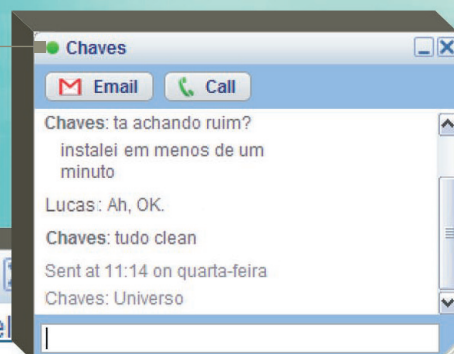 Chaves
Email Call
Chaves: ta achando ruim?
instalei em menos de um
minuto
Lucas: Ah, OK.
Chaves: tudo clean
Sent at 11:14 on quarta-feira
Chaves: Universo